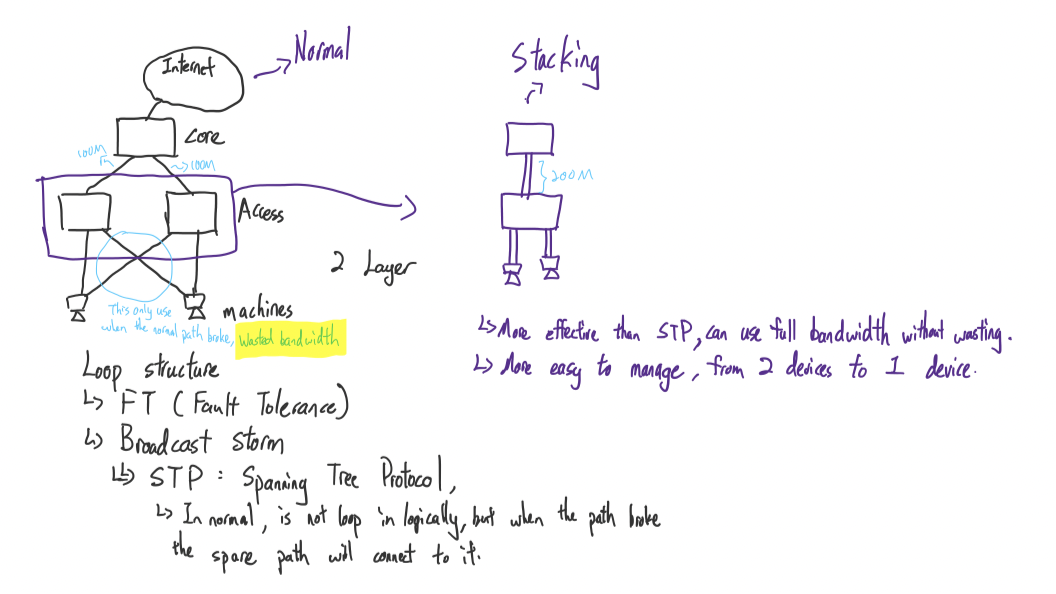 Internet
Normal
Core
100M
100M
Access
2 Layer
machines
This only use
when the normal path broke, Wasted bandwidth
Loop structure
↳ FT (Fault Tolerance)
↳ Broadcast storm
↳ STP : Spanning Tree Protocol,
↳ In normal, is not loop in logically, but when the path broke
the spare path will connect to it.
Stacking
200M
↳ More effective than STP, can use full bandwidth without wasting.
↳ More easy to manage, from 2 devices to 1 device.